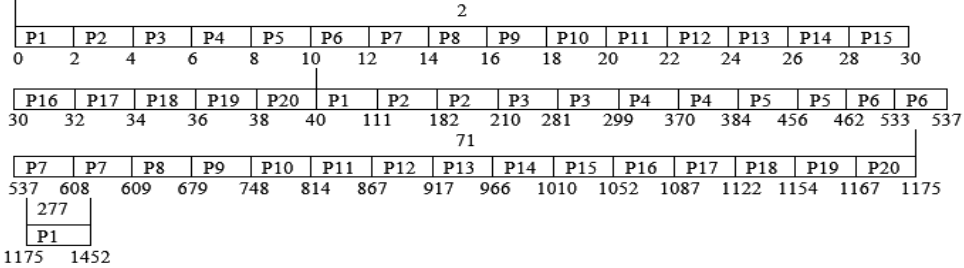 2
P1 P2 P3 P4 P5 P6 P7 P8 P9 P10 P11 P12 P13 P14 P15
0 2 4 6 8 10 12 14 16 18 20 22 24 26 28 30
P16 P17 P18 P19 P20 P1 P2 P2 P3 P3 P4 P4 P5 P5 P6 P6
30 32 34 36 38 40 111 182 210 281 299 370 384 456 462 533 537
71
P7 P7 P8 P9 P10 P11 P12 P13 P14 P15 P16 P17 P18 P19 P20
537 608 609 679 748 814 867 917 966 1010 1052 1087 1122 1154 1167 1175
277
P1
1175 1452